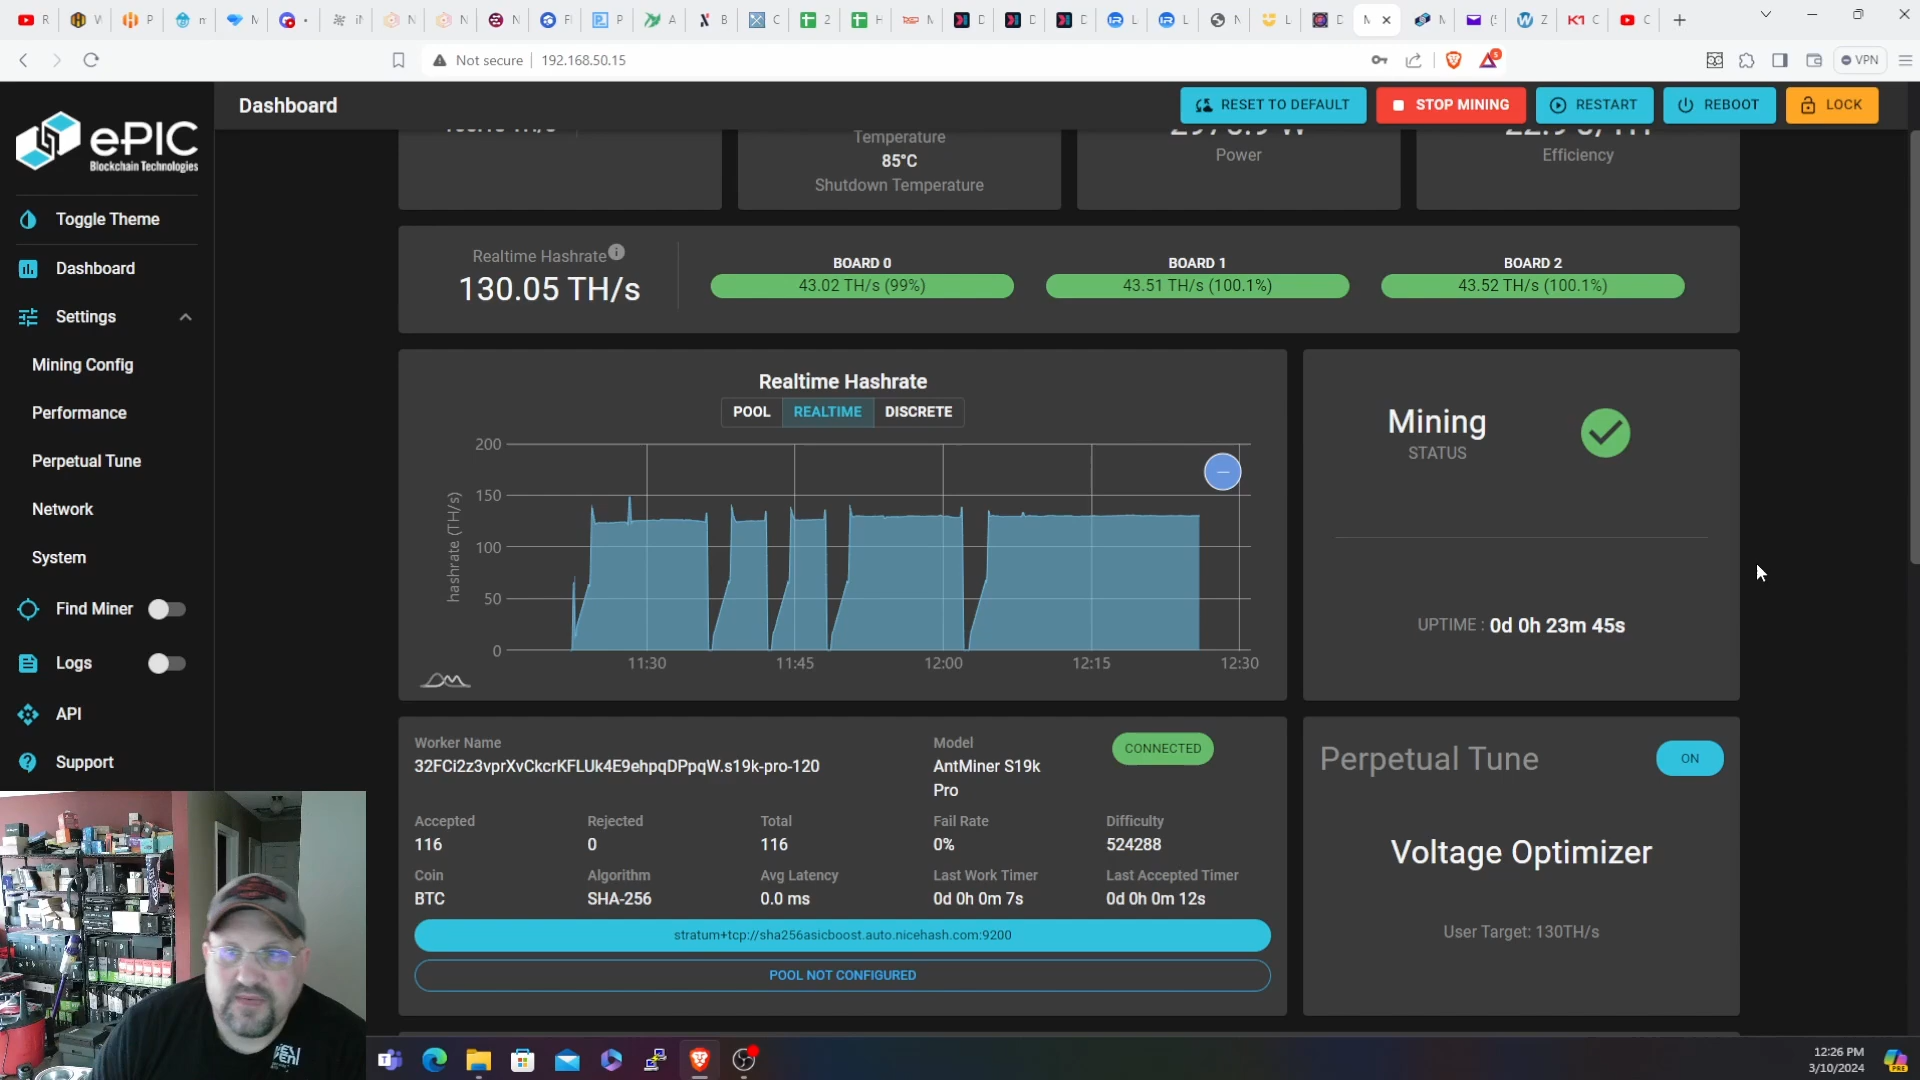 Not secure
192.168.50.15
5
VPN
ePIC
Blockchain Technologies
Dashboard
RESET TO DEFAULT
STOP MINING
RESTART
REBOOT
LOCK
Toggle Theme
Dashboard
Settings
Mining Config
Performance
Perpetual Tune
Network
System
Find Miner
Logs
API
Support
Temperature
85°C
Shutdown Temperature
Power
Efficiency
Realtime Hashrate
130.05 TH/s
BOARD 0
43.02 TH/s (99%)
BOARD 1
43.51 TH/s (100.1%)
BOARD 2
43.52 TH/s (100.1%)
Realtime Hashrate
POOL
REALTIME
DISCRETE
hashrate (TH/s)
200
150
100
50
0
11:30
11:45
12:00
12:15
12:30
Mining
STATUS
UPTIME : 0d 0h 23m 45s
Worker Name
32FCi2z3vprXvCkcrKFLUk4E9ehpqDPpqW.s19k-pro-120
Model
AntMiner S19k
Pro
CONNECTED
Accepted
116
Rejected
0
Total
116
Fail Rate
0%
Difficulty
524288
Coin
BTC
Algorithm
SHA-256
Avg Latency
0.0 ms
Last Work Timer
0d 0h 0m 7s
Last Accepted Timer
0d 0h 0m 12s
stratum+tcp://sha256asicboost.auto.nicehash.com:9200
POOL NOT CONFIGURED
Perpetual Tune
ON
Voltage Optimizer
User Target: 130TH/s
12:26 PM
3/10/2024